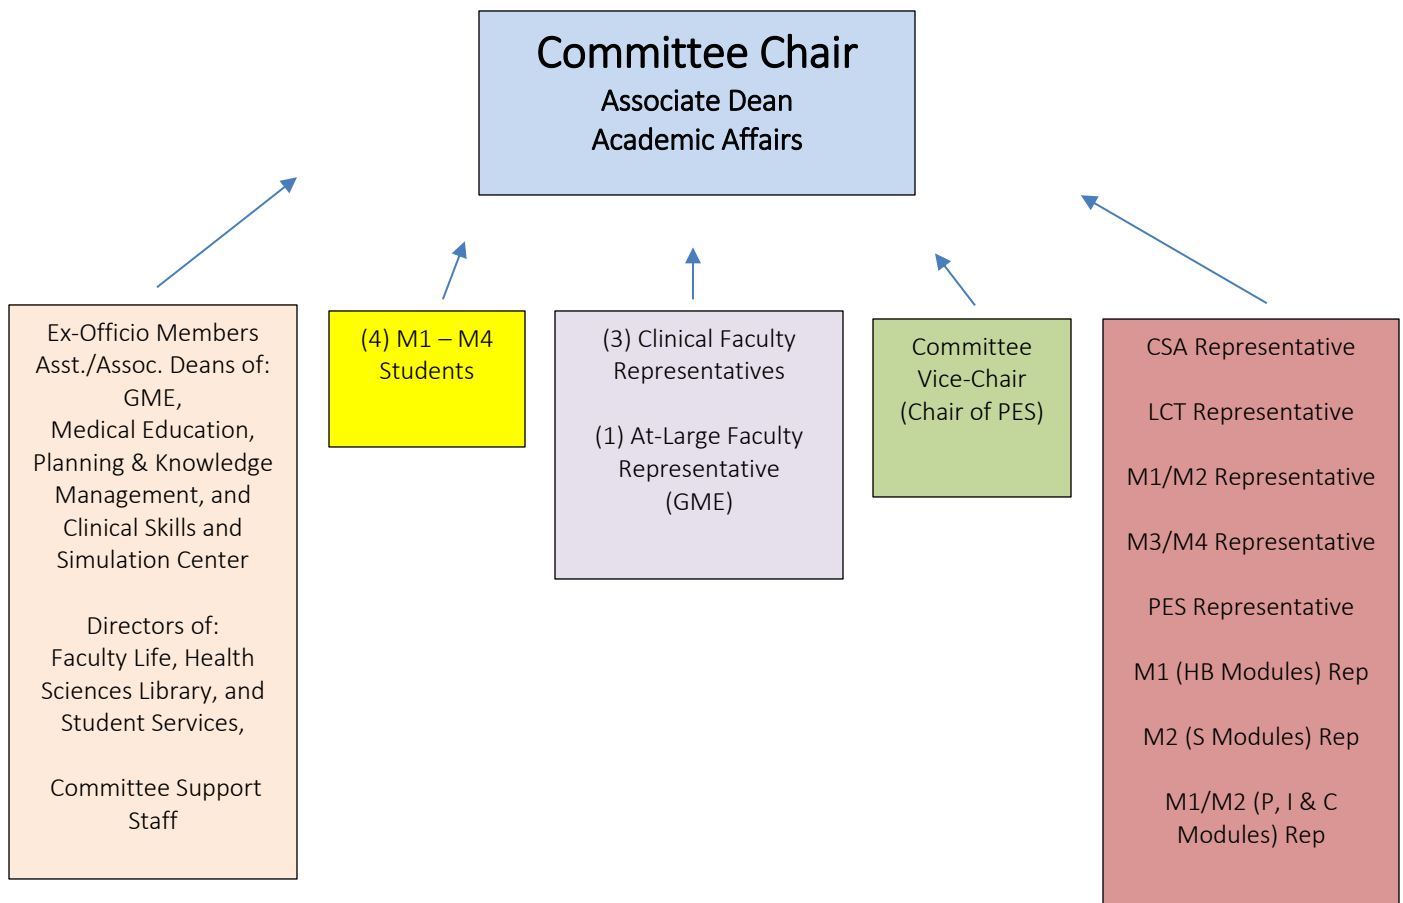 Committee Chair
Associate Dean
Academic Affairs
Ex-Officio Members
Asst./Assoc. Deans of:
GME,
Medical Education,
Planning & Knowledge
Management, and
Clinical Skills and
Simulation Center
Directors of:
Faculty Life, Health
Sciences Library, and
Student Services,
Committee Support
Staff
(4) M1 – M4
Students
(3) Clinical Faculty
Representatives
(1) At-Large Faculty
Representative
(GME)
Committee
Vice-Chair
(Chair of PES)
CSA Representative
LCT Representative
M1/M2 Representative
M3/M4 Representative
PES Representative
M1 (HB Modules) Rep
M2 (S Modules) Rep
M1/M2 (P, I & C
Modules) Rep